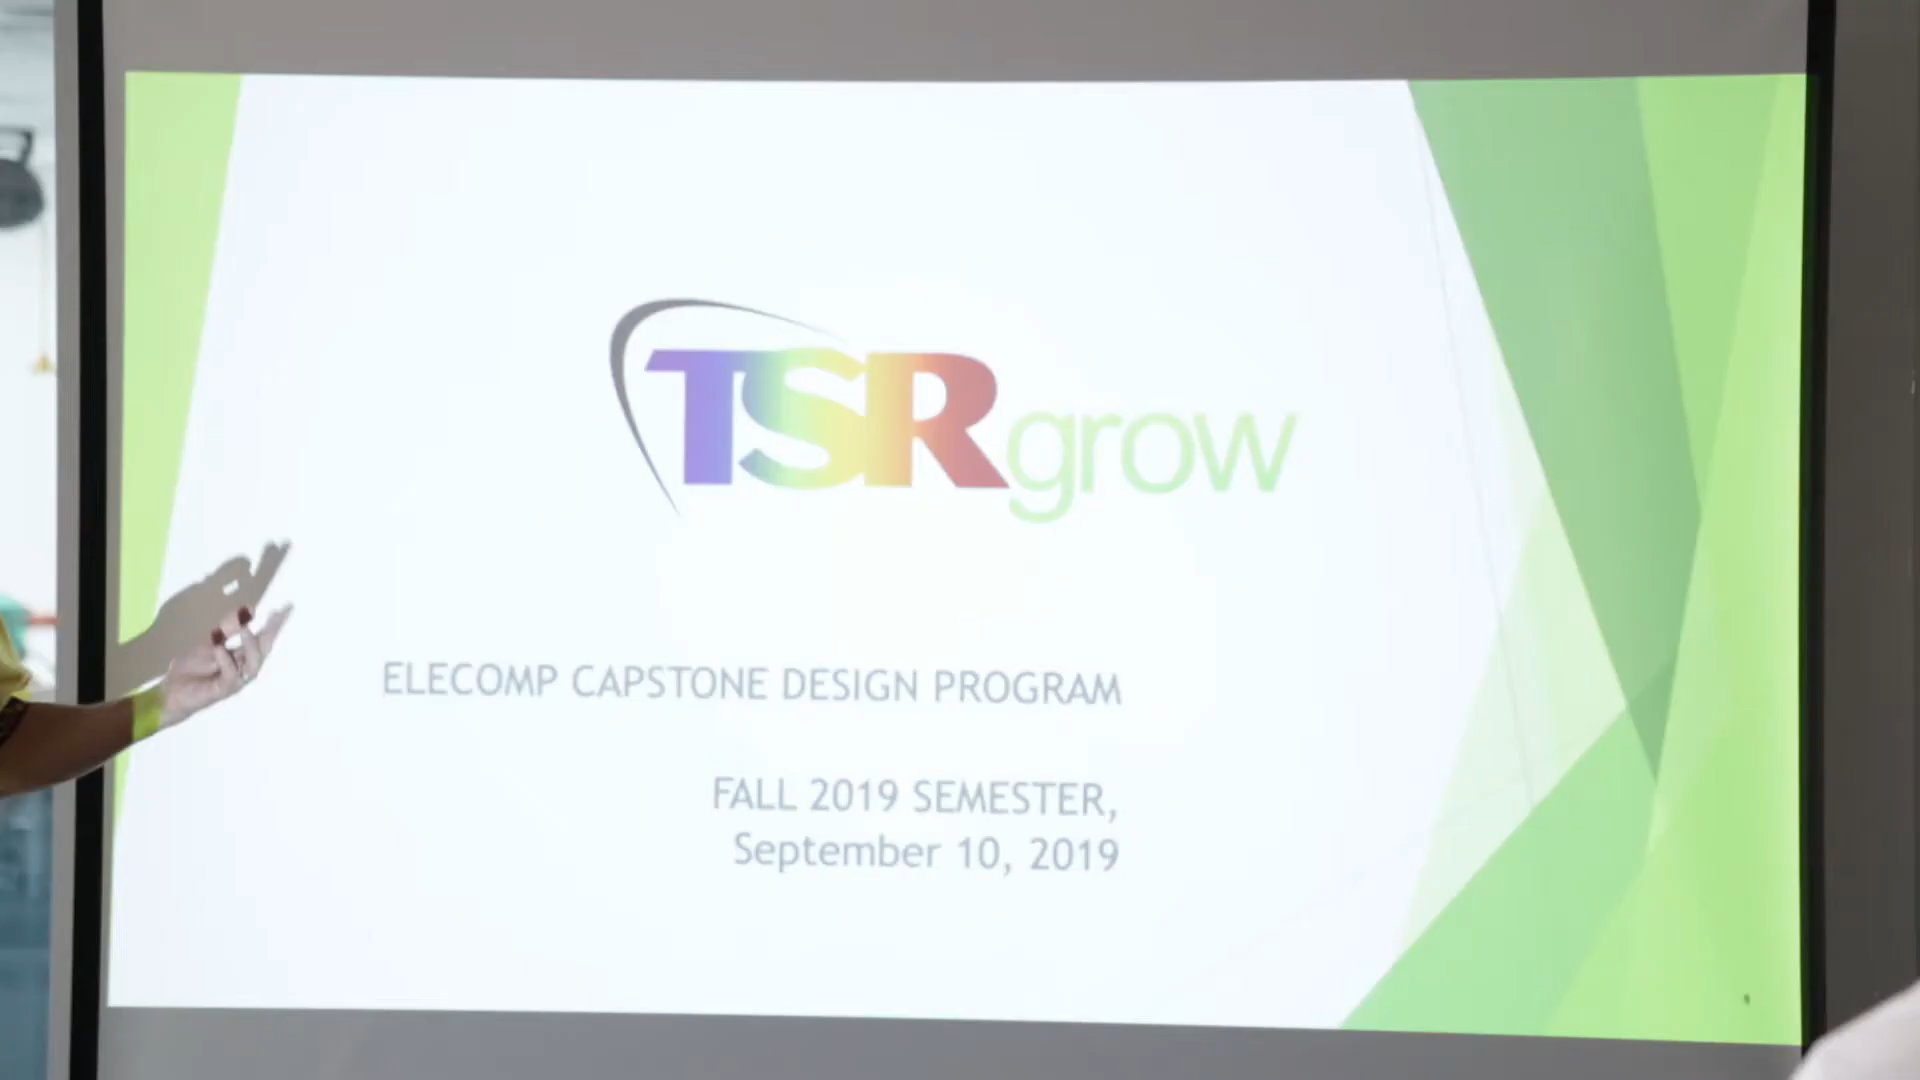 TSRgrow
ELECOMP CAPSTONE DESIGN PROGRAM
FALL 2019 SEMESTER,
September 10, 2019